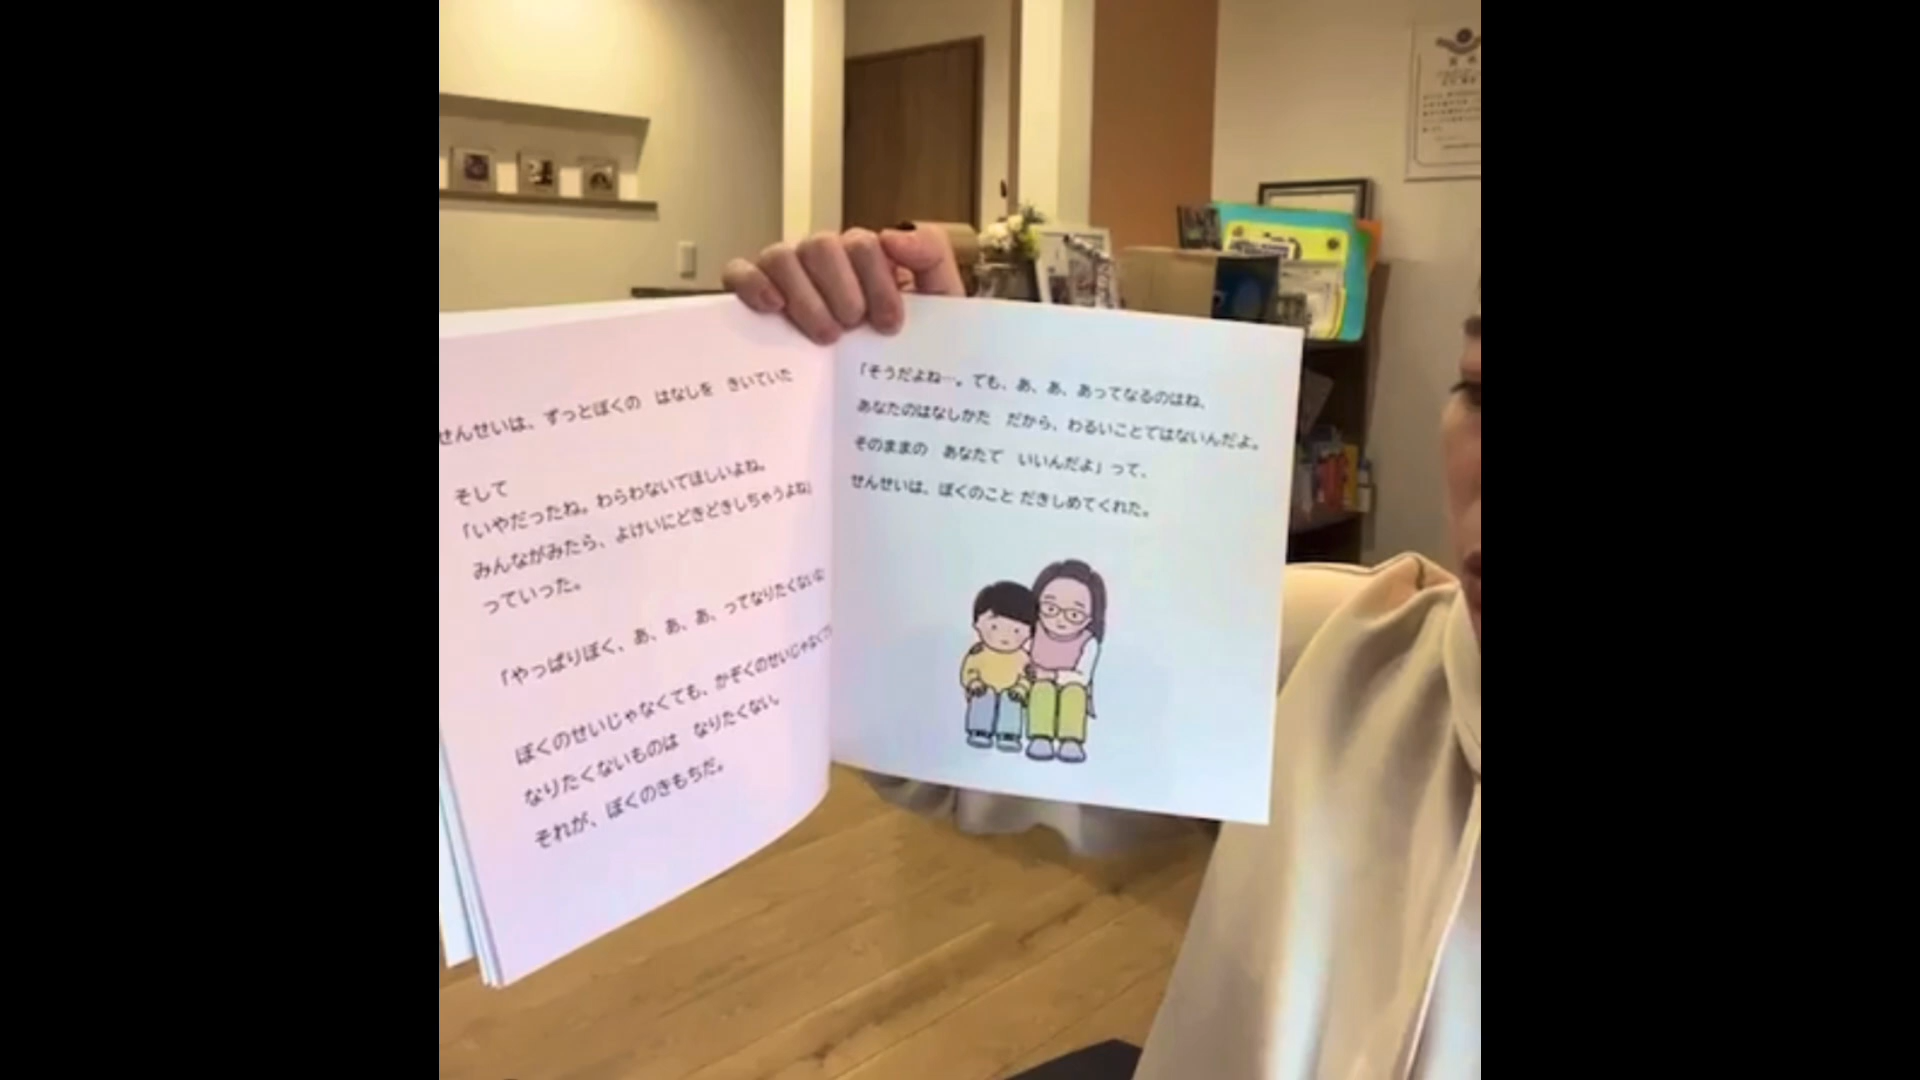 せんせいは、ずっとぼくの はなしを きいていた
そして
「いやだったね。わらわないでほしいよね。
みんながみたら、よけいにどきどきしちゃうよね」
っていった。
「やっぱりぼく、あ、あ、あ、ってなりたくないな
ぼくのせいじゃなくても、かぞくのせいじゃなくて
なりたくないものは なりたくない。
それが、ぼくのきもちだ。
「そうだよね…。でも、あ、あ、あってなるのはね、
あなたのはなしかた だから、わるいことではないんだよ。
そのままの あなたで いいんだよ」って、
せんせいは、ぼくのこと だきしめてくれた。